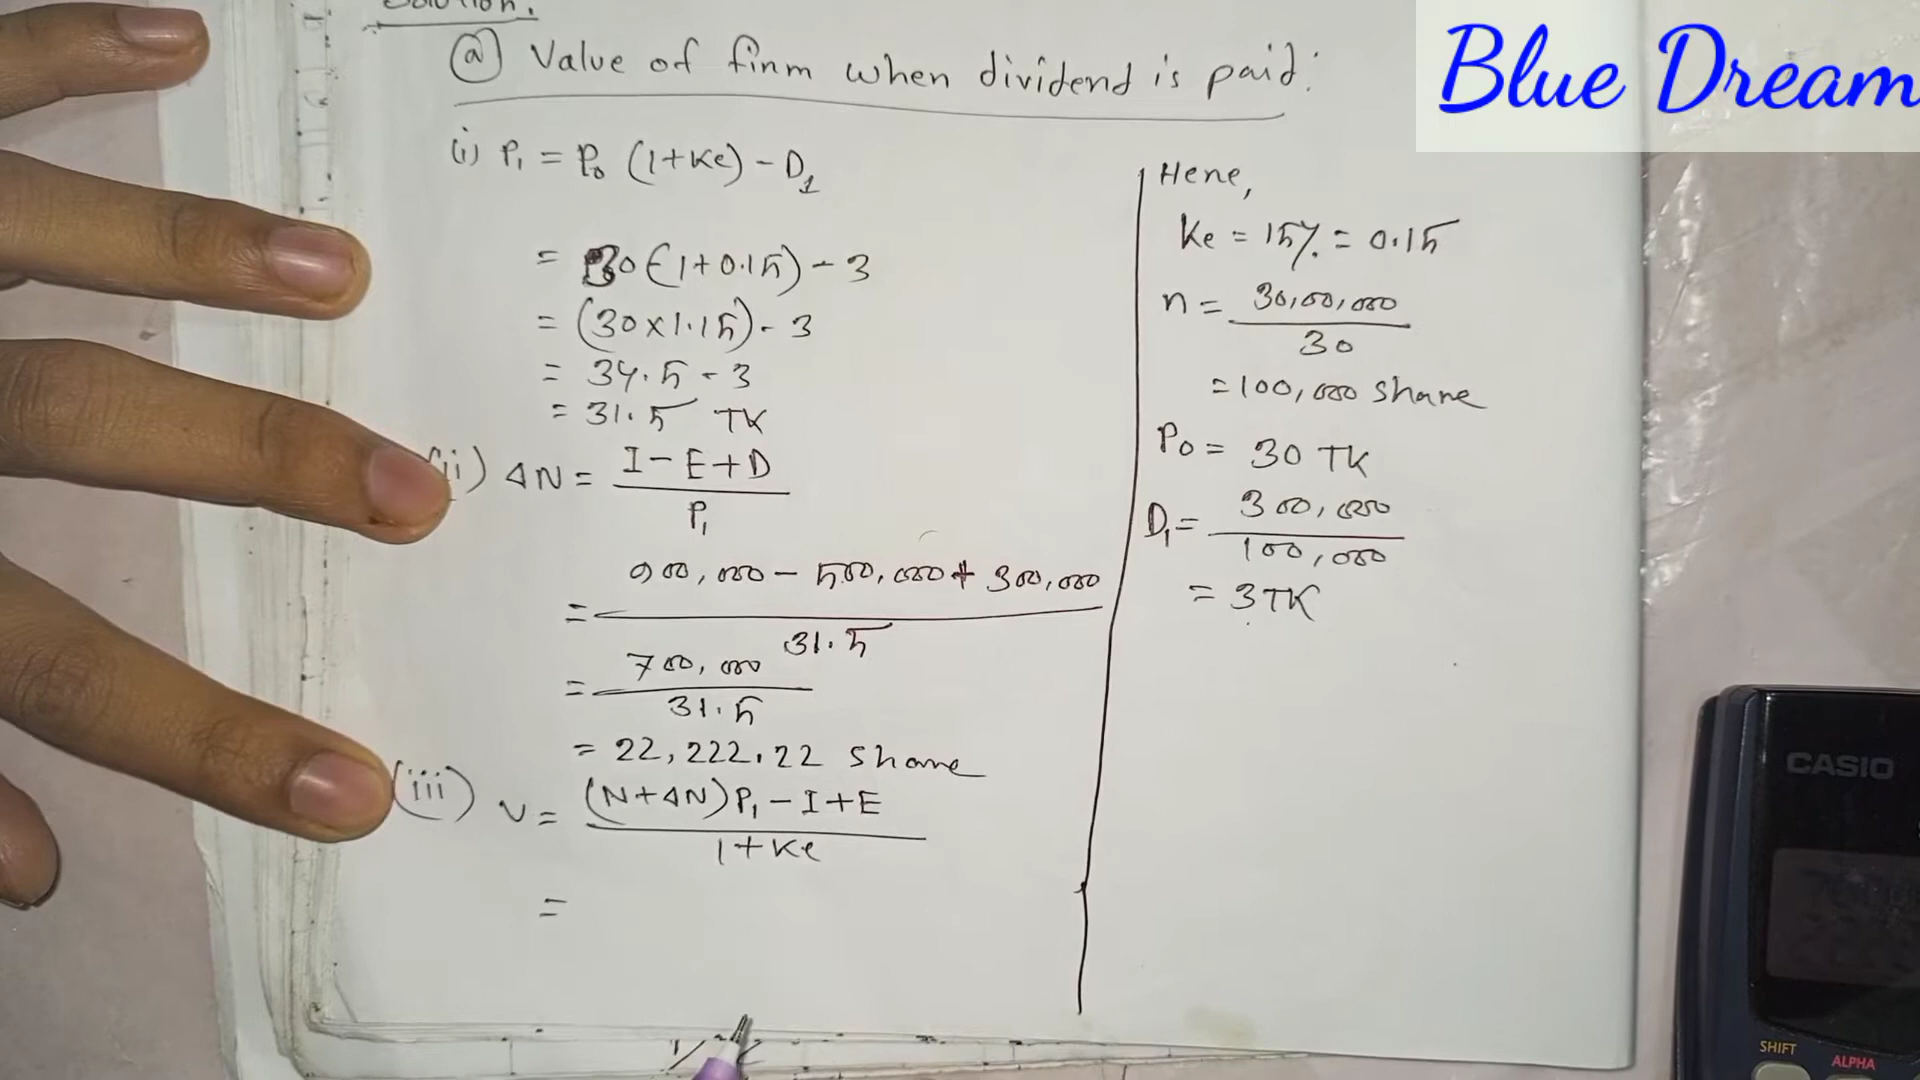 Solution.
ⓐ Value of firm when dividend is paid:
(i) P₁ = P₀ (1+Ke) - D₁
= 30 (1+0.15) - 3
= (30×1.15) - 3
= 34.5 - 3
= 31.5 TK
(ii) ΔN = I - E + D / P₁
= 900,000 - 500,000 + 300,000 / 31.5
= 700,000 / 31.5
= 22,222.22 share
(iii) V = (N+ΔN)P₁ - I + E / 1+Ke
=
Here,
Ke = 15% = 0.15
n = 30,00,000 / 30
= 100,000 share
P₀ = 30 TK
D₁ = 300,000 / 100,000
= 3 TK
Blue Dream
CASIO
SHIFT
ALPHA